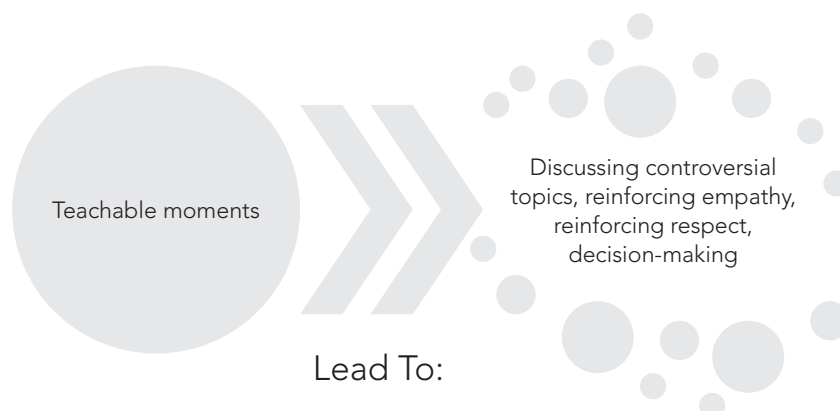 Teachable moments
Lead To:
Discussing controversial
topics, reinforcing empathy,
reinforcing respect,
decision-making